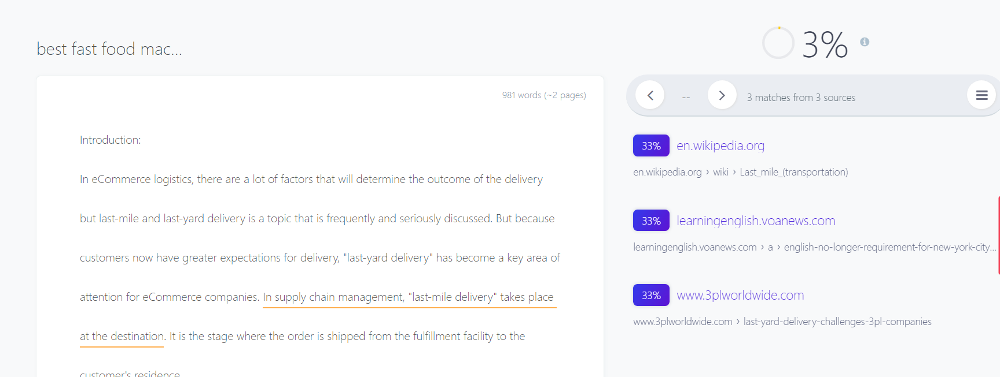 best fast food mac...
3%
981 words (~2 pages)
--
3 matches from 3 sources
Introduction:
In eCommerce logistics, there are a lot of factors that will determine the outcome of the delivery
but last-mile and last-yard delivery is a topic that is frequently and seriously discussed. But because
customers now have greater expectations for delivery, "last-yard delivery" has become a key area of
attention for eCommerce companies. In supply chain management, "last-mile delivery" takes place
at the destination. It is the stage where the order is shipped from the fulfillment facility to the
customer's residence.
33% en.wikipedia.org
en.wikipedia.org › wiki › Last_mile_(transportation)
33% learningenglish.voanews.com
learningenglish.voanews.com › a › english-no-longer-requirement-for-new-york-city...
33% www.3plworldwide.com
www.3plworldwide.com › last-yard-delivery-challenges-3pl-companies